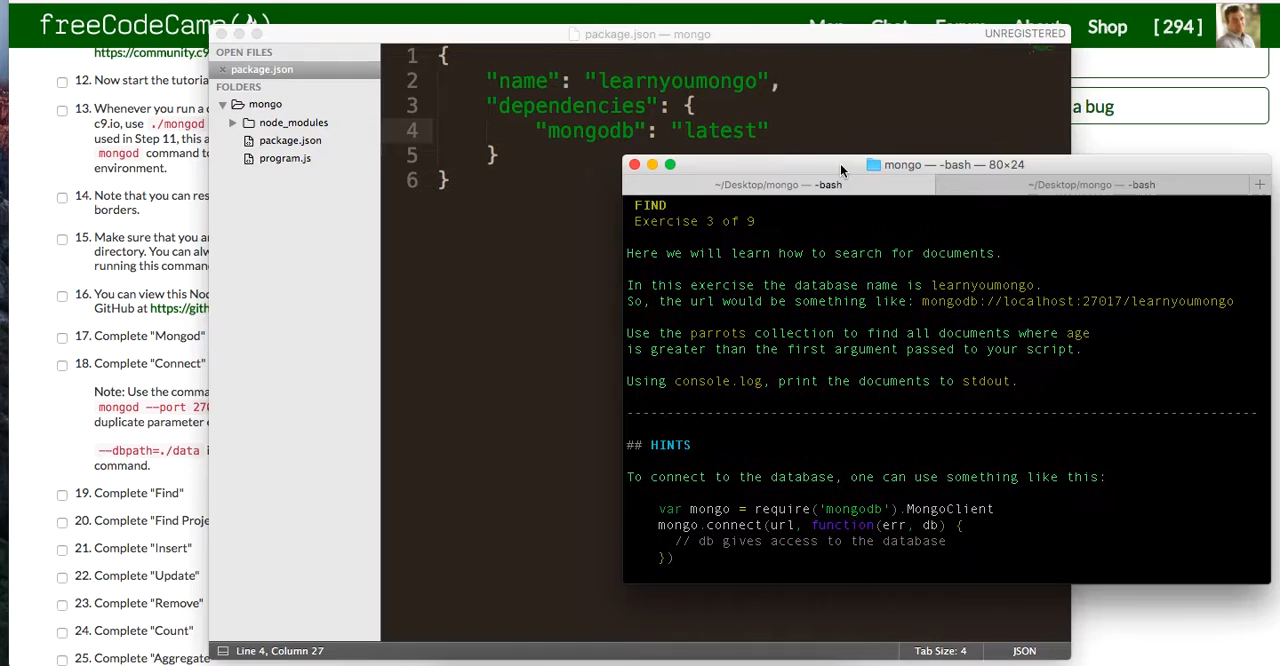 freeCodeCamp
Map Chat Forum About Shop [ 294 ]
https://community.c9
12. Now start the tutoria
13. Whenever you run a c
c9.io, use ./mongod
used in Step 11, this a
mongod command to
environment.
14. Note that you can res
borders.
15. Make sure that you ar
directory. You can alw
running this comman
16. You can view this Noc
GitHub at https://gith
17. Complete "Mongod"
18. Complete "Connect"
Note: Use the comma
mongod --port 270
duplicate parameter e
--dbpath=./data i
command.
19. Complete "Find"
20. Complete "Find Proje
21. Complete "Insert"
22. Complete "Update"
23. Complete "Remove"
24. Complete "Count"
25. Complete "Aggregate
a bug
package.json — mongo
UNREGISTERED
OPEN FILES
× package.json
FOLDERS
mongo
node_modules
package.json
program.js
1 {
2 "name": "learnyoumongo",
3 "dependencies": {
4 "mongodb": "latest"
5 }
6 }
Line 4, Column 27
Tab Size: 4
JSON
mongo — -bash — 80×24
~/Desktop/mongo — -bash
~/Desktop/mongo — -bash
+
FIND
Exercise 3 of 9
Here we will learn how to search for documents.
In this exercise the database name is learnyoumongo.
So, the url would be something like: mongodb://localhost:27017/learnyoumongo
Use the parrots collection to find all documents where age
is greater than the first argument passed to your script.
Using console.log, print the documents to stdout.
--------------------------------------------------------------------------------
## HINTS
To connect to the database, one can use something like this:
var mongo = require('mongodb').MongoClient
mongo.connect(url, function(err, db) {
// db gives access to the database
})